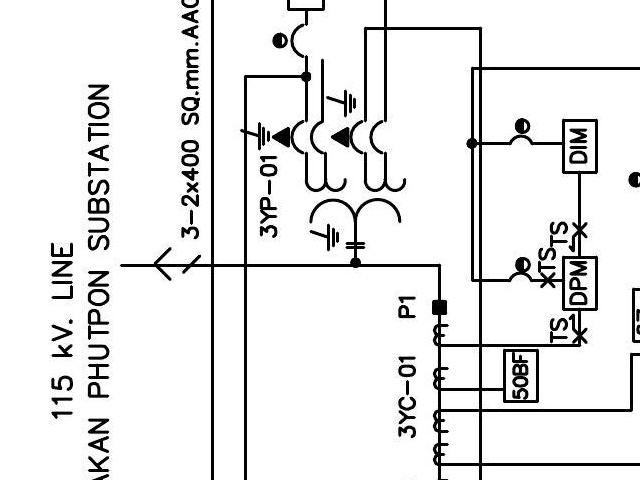 115 kV. LINE
AKAN PHUTPON SUBSTATION
3-2x400 SQ.mm.AAC
3YP-01
P1
3YC-01
50BF
DIM
TS
TS
DPM
TS